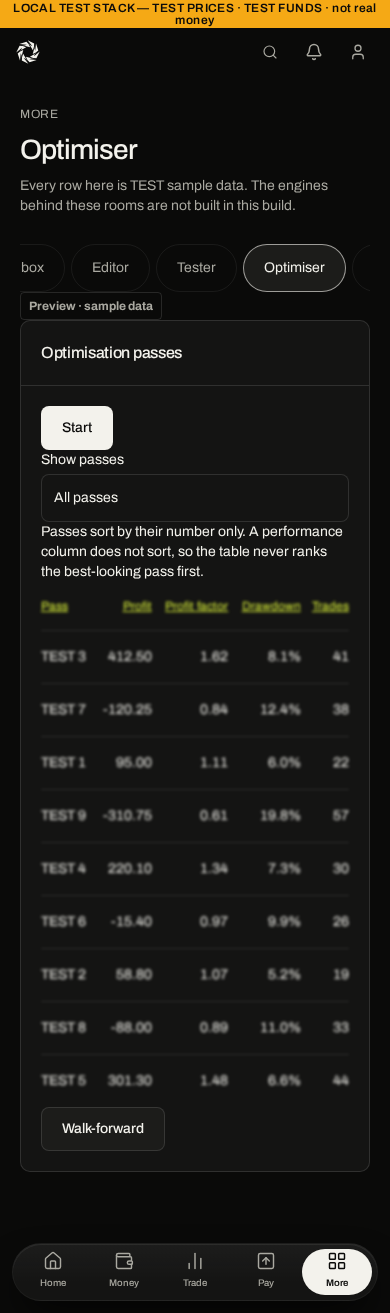 LOCAL TEST STACK — TEST PRICES · TEST FUNDS · not real
money
MORE
Optimiser
Every row here is TEST sample data. The engines
behind these rooms are not built in this build.
box Editor Tester Optimiser
Preview · sample data
Optimisation passes
Start
Show passes
All passes
Passes sort by their number only. A performance
column does not sort, so the table never ranks
the best-looking pass first.
Pass Profit Profit factor Drawdown Trades
TEST 3 412.50 1.62 8.1% 41
TEST 7 -120.25 0.84 12.4% 38
TEST 1 95.00 1.11 6.0% 22
TEST 9 -310.75 0.61 19.8% 57
TEST 4 220.10 1.34 7.3% 30
TEST 6 -15.40 0.97 9.9% 26
TEST 2 58.80 1.07 5.2% 19
TEST 8 -88.00 0.89 11.0% 33
TEST 5 301.30 1.48 6.6% 44
Walk-forward
Home Money Trade Pay More